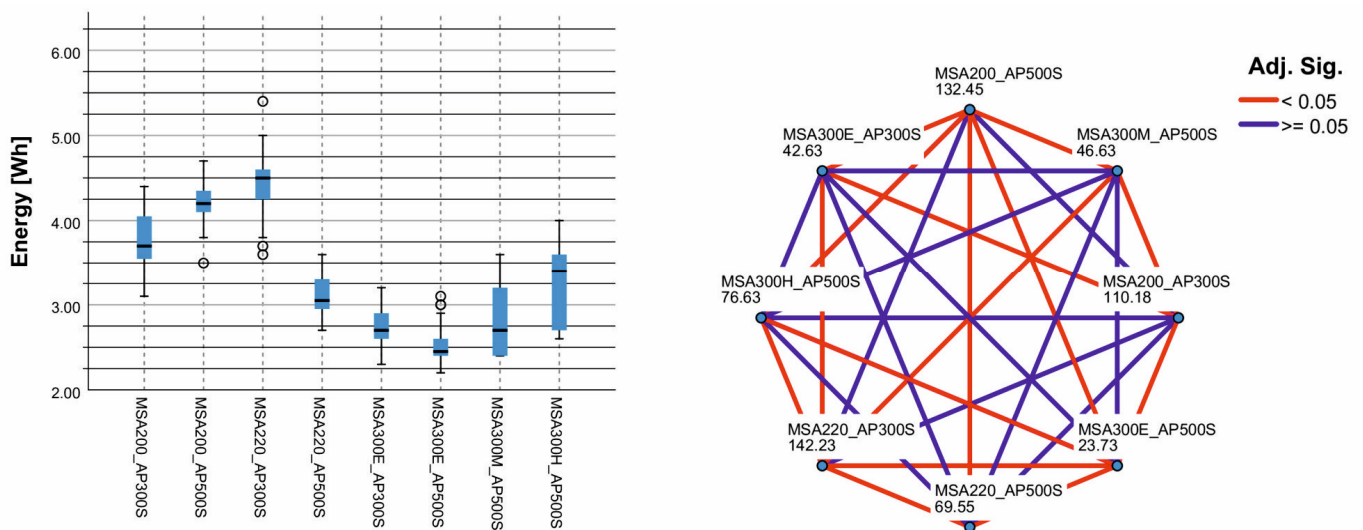 Energy [Wh]
6.00
5.00
4.00
3.00
2.00
MSA200_AP300S
MSA200_AP500S
MSA220_AP300S
MSA220_AP500S
MSA300E_AP300S
MSA300E_AP500S
MSA300M_AP500S
MSA300H_AP500S
Adj. Sig.
< 0.05
>= 0.05
MSA200_AP500S
132.45
MSA300E_AP300S
42.63
MSA300M_AP500S
46.63
MSA300H_AP500S
76.63
MSA200_AP300S
110.18
MSA220_AP300S
142.23
MSA300E_AP500S
23.73
MSA220_AP500S
69.55